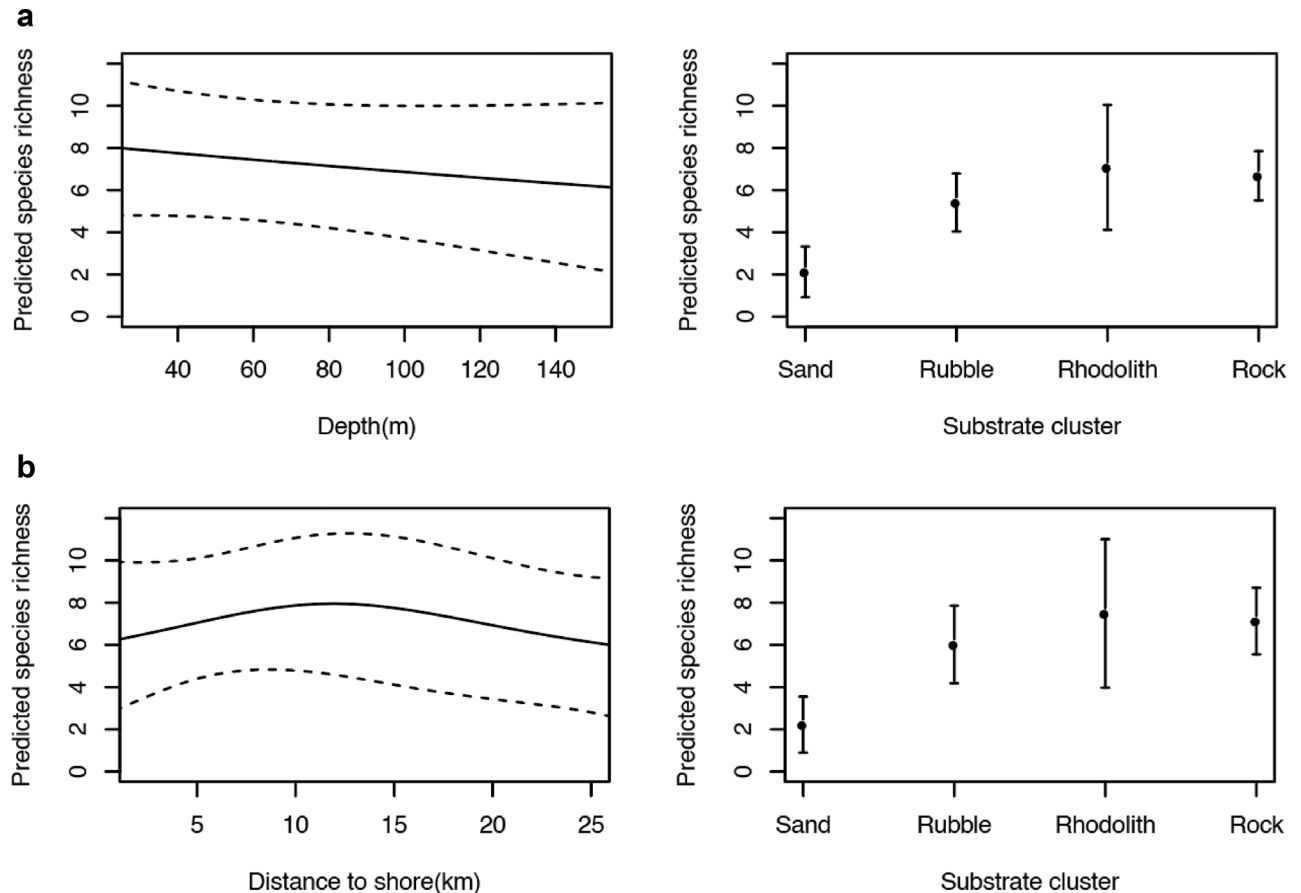 a
Predicted species richness
0 2 4 6 8 10
40 60 80 100 120 140
Depth(m)
Predicted species richness
0 2 4 6 8 10
Sand Rubble Rhodolith Rock
Substrate cluster
b
Predicted species richness
0 2 4 6 8 10
5 10 15 20 25
Distance to shore(km)
Predicted species richness
0 2 4 6 8 10
Sand Rubble Rhodolith Rock
Substrate cluster